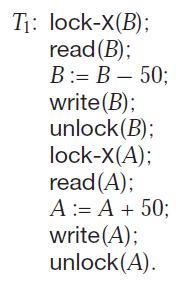 T₁: lock-X(B);
read(B);
B := B − 50;
write(B);
unlock(B);
lock-X(A);
read(A);
A := A + 50;
write(A);
unlock(A).